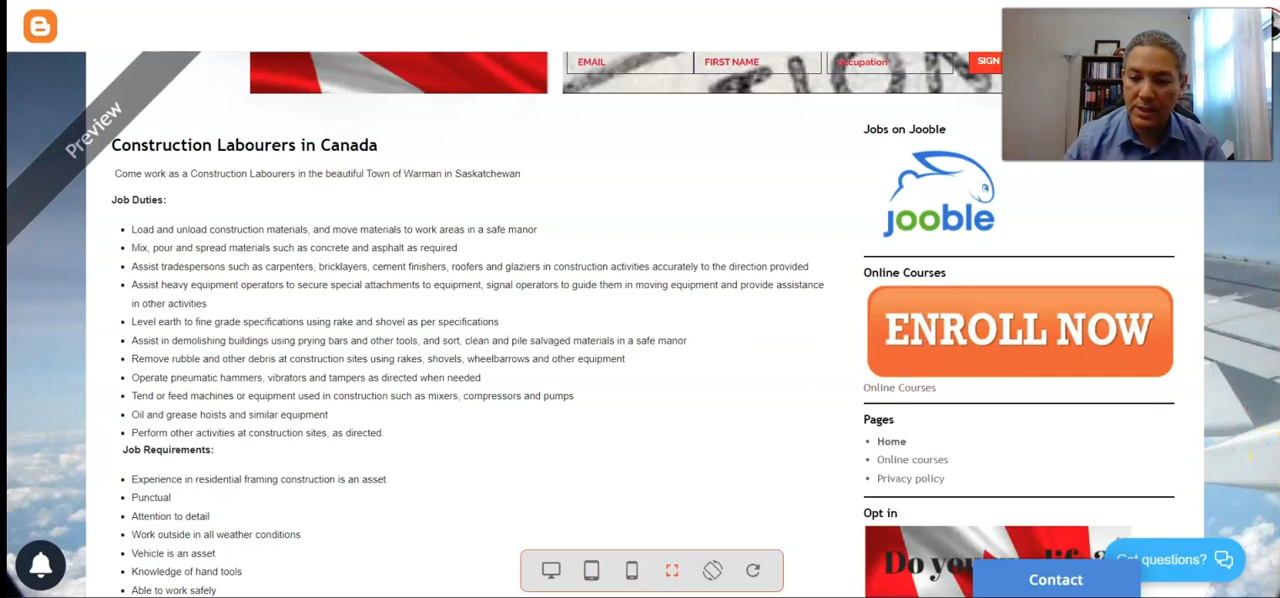 EMAIL
FIRST NAME
Occupation
SIGN
Preview
Construction Labourers in Canada
Come work as a Construction Labourers in the beautiful Town of Warman in Saskatchewan
Job Duties:
• Load and unload construction materials, and move materials to work areas in a safe manor
• Mix, pour and spread materials such as concrete and asphalt as required
• Assist tradespersons such as carpenters, bricklayers, cement finishers, roofers and glaziers in construction activities accurately to the direction provided
• Assist heavy equipment operators to secure special attachments to equipment, signal operators to guide them in moving equipment and provide assistance
in other activities
• Level earth to fine grade specifications using rake and shovel as per specifications
• Assist in demolishing buildings using prying bars and other tools, and sort, clean and pile salvaged materials in a safe manor
• Remove rubble and other debris at construction sites using rakes, shovels, wheelbarrows and other equipment
• Operate pneumatic hammers, vibrators and tampers as directed when needed
• Tend or feed machines or equipment used in construction such as mixers, compressors and pumps
• Oil and grease hoists and similar equipment
• Perform other activities at construction sites, as directed.
Job Requirements:
• Experience in residential framing construction is an asset
• Punctual
• Attention to detail
• Work outside in all weather conditions
• Vehicle is an asset
• Knowledge of hand tools
• Able to work safely
Jobs on Jooble
jooble
Online Courses
ENROLL NOW
Online Courses
Pages
• Home
• Online courses
• Privacy policy
Opt in
Do you
Got questions?
Contact